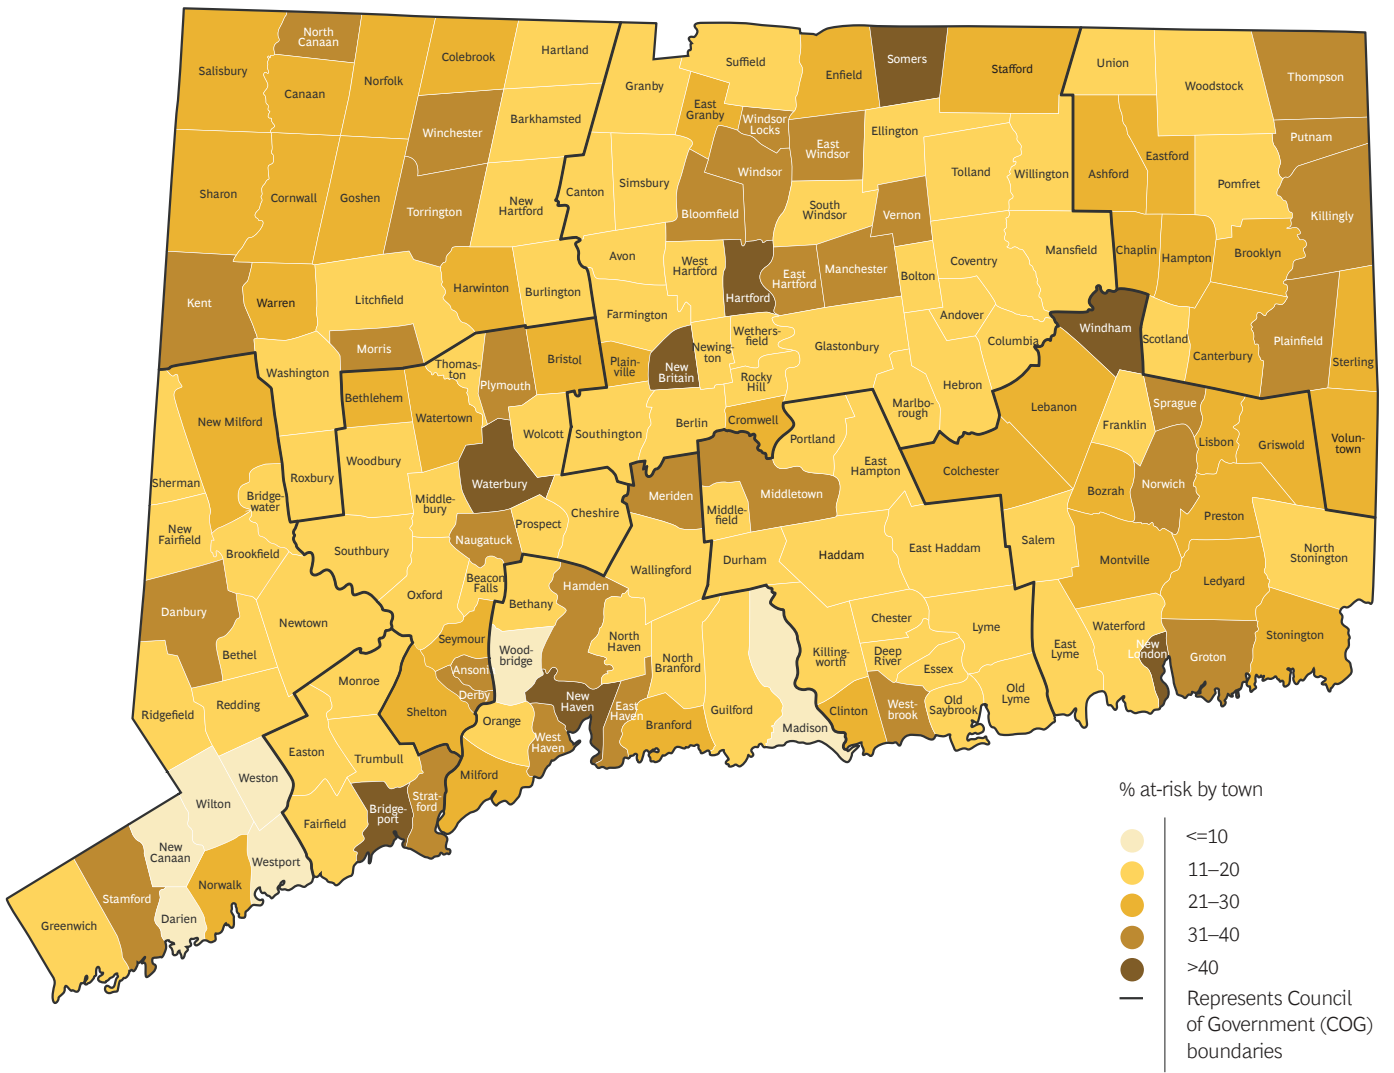 North
Canaan
Salisbury
Canaan
Norfolk
Colebrook
Hartland
Granby
Suffield
Enfield
Somers
Stafford
Union
Woodstock
Thompson
East
Granby
Windsor
Locks
Winchester
Barkhamsted
East
Windsor
Ellington
Putnam
Eastford
Ashford
Pomfret
Tolland
Willington
Windsor
Simsbury
Canton
Sharon
Cornwall
Goshen
Torrington
New
Hartford
Bloomfield
South
Windsor
Vernon
Killingly
Mansfield
Chaplin
Hampton
Brooklyn
Avon
West
Hartford
Hartford
East
Hartford
Manchester
Bolton
Coventry
Kent
Warren
Litchfield
Harwinton
Burlington
Farmington
Andover
Columbia
Windham
Scotland
Canterbury
Plainfield
Sterling
Morris
Washington
Thomas-
ton
Plymouth
Bristol
Plain-
ville
New
Britain
Newing-
ton
Wethers-
field
Rocky
Hill
Glastonbury
Hebron
Marlbo-
rough
Lebanon
Franklin
Sprague
Lisbon
Griswold
Volun-
town
New Milford
Bethlehem
Watertown
Wolcott
Southington
Berlin
Cromwell
Portland
East
Hampton
Colchester
Bozrah
Norwich
Preston
Sherman
Bridge-
water
Roxbury
Woodbury
Waterbury
Middle-
bury
Naugatuck
Prospect
Cheshire
Meriden
Middletown
Middle-
field
Durham
Haddam
East Haddam
Salem
Montville
Ledyard
North
Stonington
New
Fairfield
Brookfield
Southbury
Oxford
Beacon
Falls
Bethany
Hamden
Wallingford
Danbury
Bethel
Newtown
Seymour
Wood-
bridge
North
Haven
North
Branford
Guilford
Madison
Killing-
worth
Chester
Deep
River
Essex
Lyme
East
Lyme
Waterford
New
London
Groton
Stonington
Ansoni
Derby
Ridgefield
Redding
Monroe
Shelton
Orange
West
Haven
New
Haven
East
Haven
Branford
Clinton
West-
brook
Old
Saybrook
Old
Lyme
Easton
Trumbull
Milford
Strat-
ford
Bridge-
port
Fairfield
Weston
Wilton
New
Canaan
Westport
Norwalk
Darien
Stamford
Greenwich
% at-risk by town
<=10
11–20
21–30
31–40
>40
Represents Council
of Government (COG)
boundaries